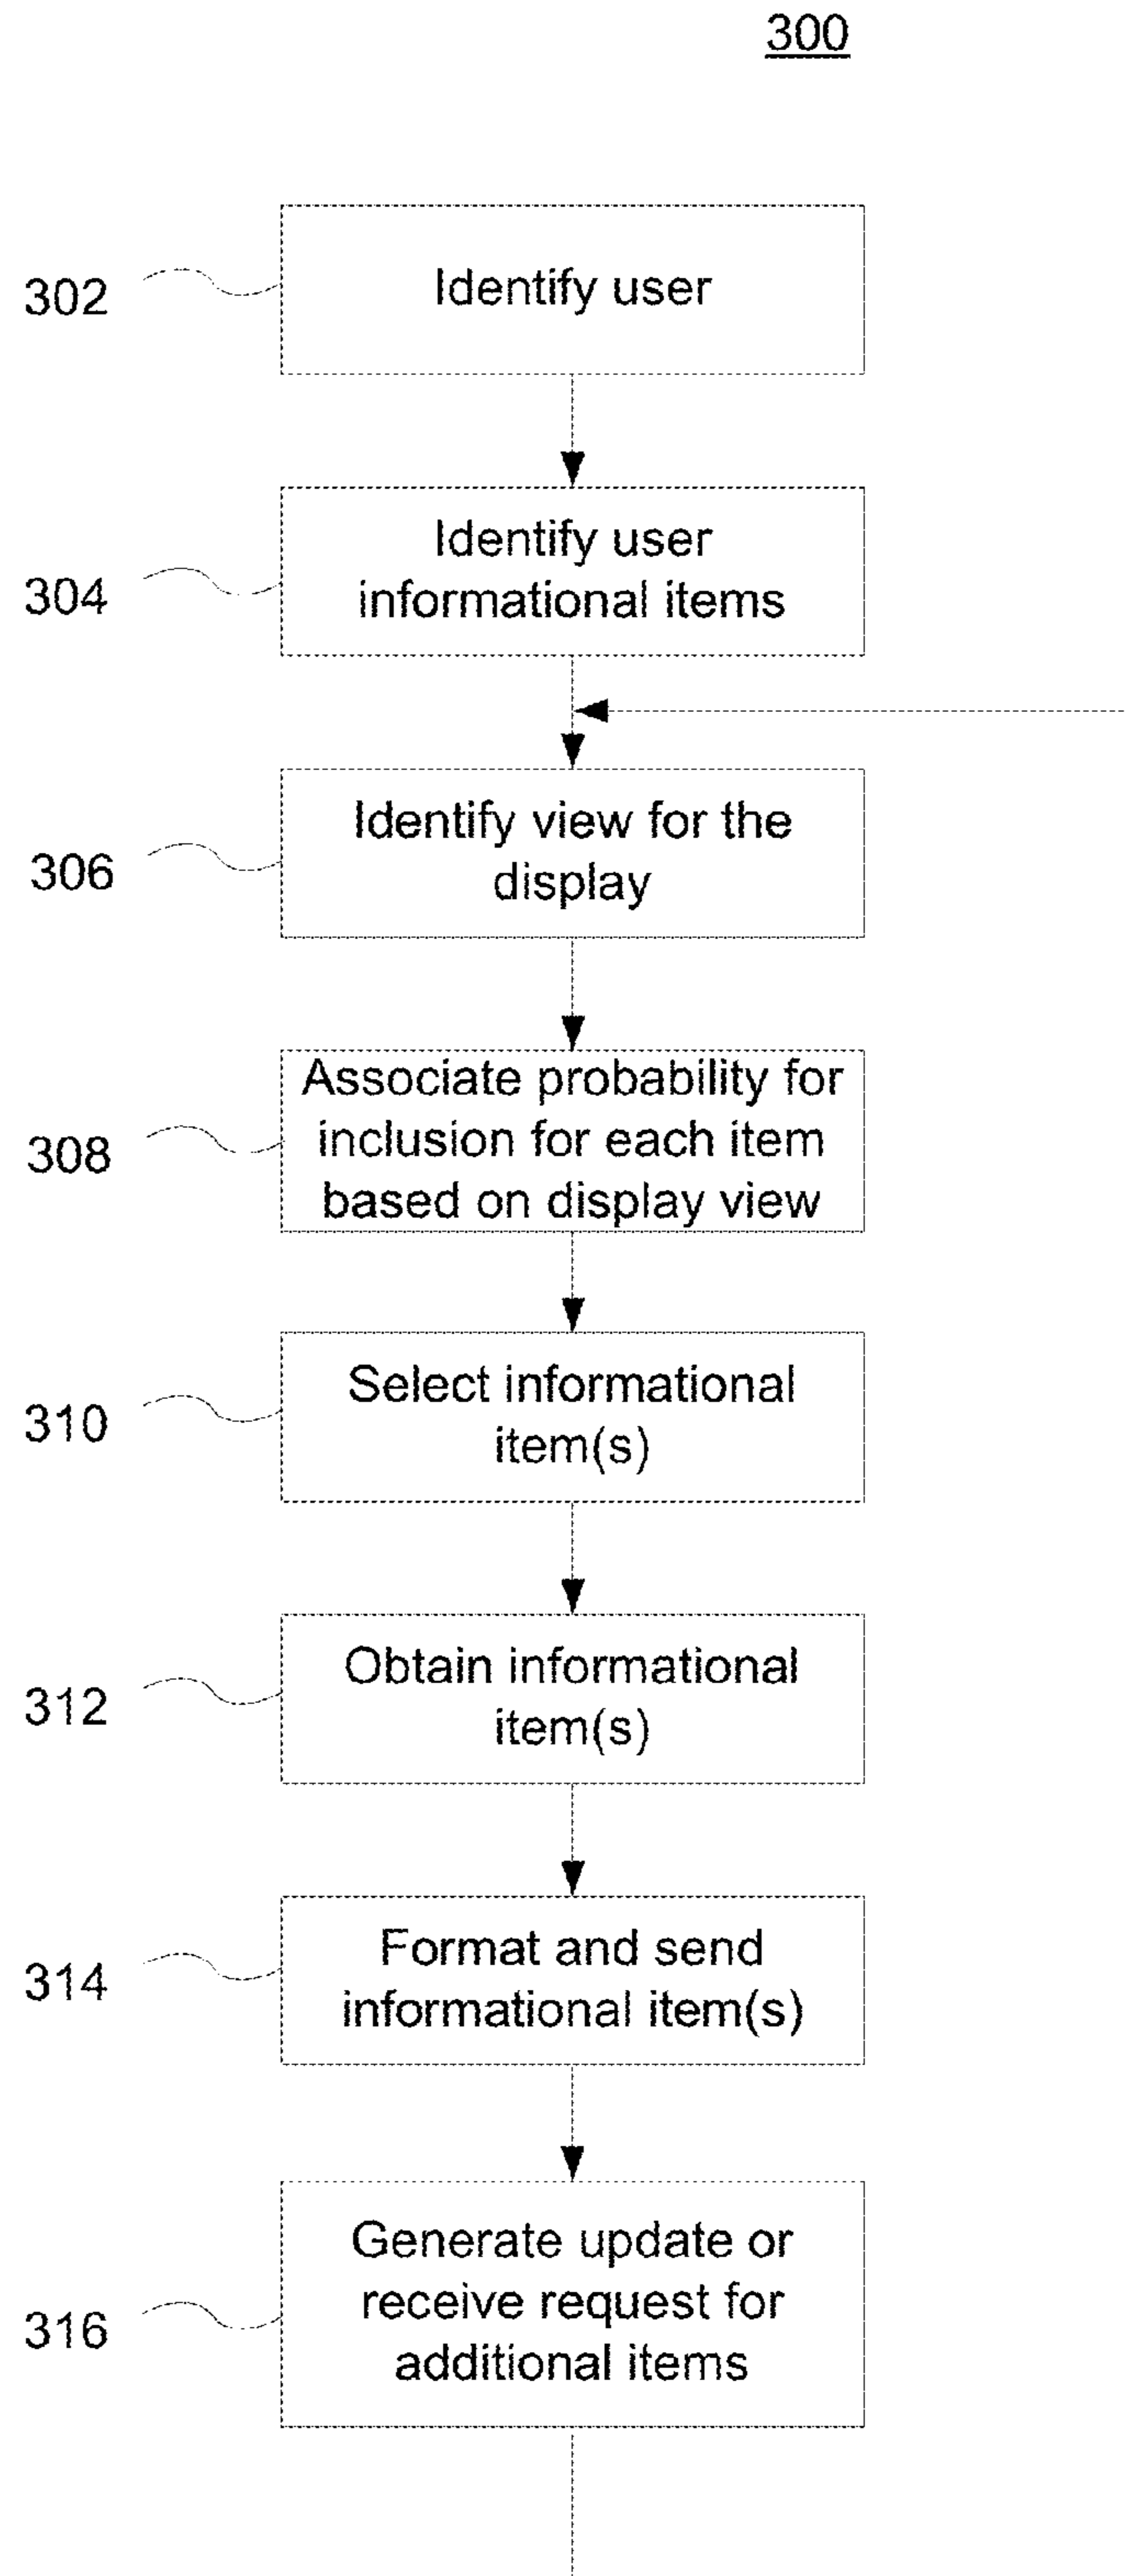 300
302
Identify user
304
Identify user
informational items
306
Identify view for the
display
308
Associate probability for
inclusion for each item
based on display view
310
Select informational
item(s)
312
Obtain informational
item(s)
314
Format and send
informational item(s)
316
Generate update or
receive request for
additional items